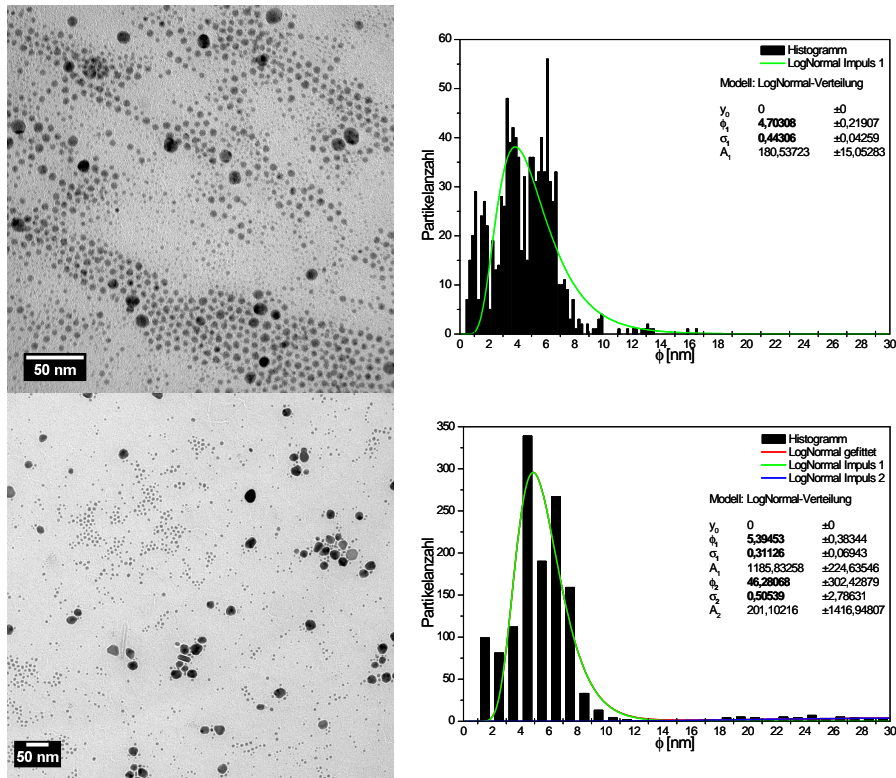 50 nm
60
50
40
30
20
10
0
Partikelanzahl
0 2 4 6 8 10 12 14 16 18 20 22 24 26 28 30
ϕ [nm]
Histogramm
LogNormal Impuls 1
Modell: LogNormal-Verteilung
y₀ 0 ±0
ϕ₁ 4,70308 ±0,21907
σ₁ 0,44306 ±0,04259
A₁ 180,53723 ±15,05283
50 nm
350
300
250
200
150
100
50
0
Partikelanzahl
0 2 4 6 8 10 12 14 16 18 20 22 24 26 28 30
ϕ [nm]
Histogramm
LogNormal gefittet
LogNormal Impuls 1
LogNormal Impuls 2
Modell: LogNormal-Verteilung
y₀ 0 ±0
ϕ₁ 5,39453 ±0,38344
σ₁ 0,31126 ±0,06943
A₁ 1185,83258 ±224,63546
ϕ₂ 46,28068 ±302,42879
σ₂ 0,50539 ±2,78631
A₂ 201,10216 ±1416,94807